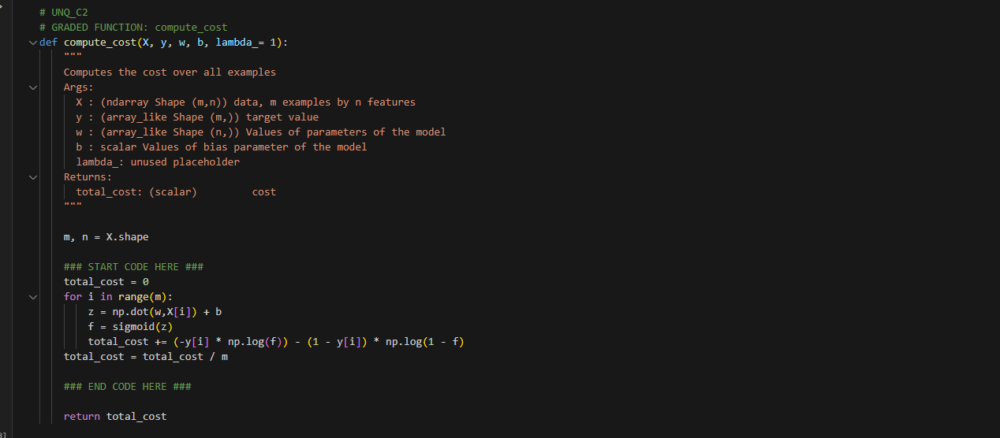 # UNQ_C2
# GRADED FUNCTION: compute_cost
def compute_cost(X, y, w, b, lambda_= 1):
"""
Computes the cost over all examples
Args:
X : (ndarray Shape (m,n)) data, m examples by n features
y : (array_like Shape (m,)) target value
w : (array_like Shape (n,)) Values of parameters of the model
b : scalar Values of bias parameter of the model
lambda_: unused placeholder
Returns:
total_cost: (scalar)         cost
"""
m, n = X.shape
### START CODE HERE ###
total_cost = 0
for i in range(m):
z = np.dot(w,X[i]) + b
f = sigmoid(z)
total_cost += (-y[i] * np.log(f)) - (1 - y[i]) * np.log(1 - f)
total_cost = total_cost / m
### END CODE HERE ###
return total_cost